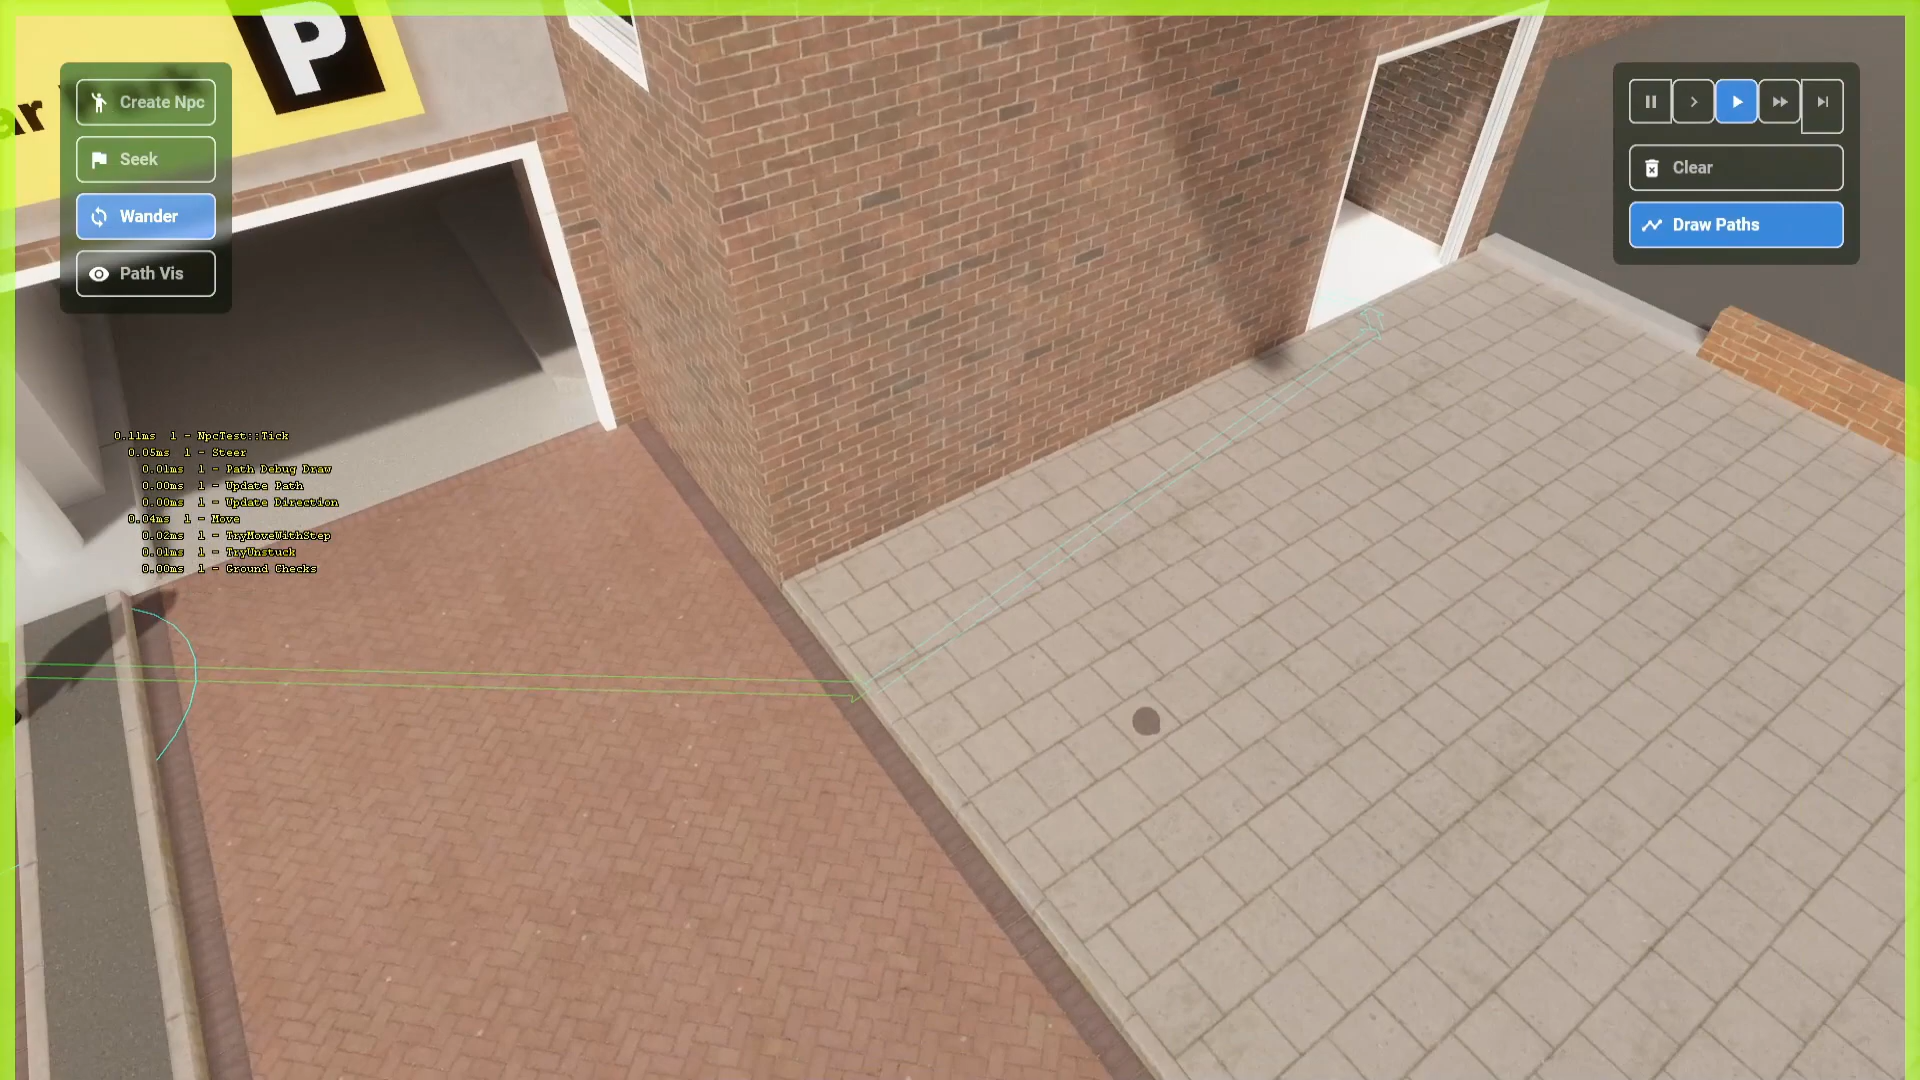 P
ar
Create Npc
Seek
Wander
Path Vis
Clear
Draw Paths
0.11ms 1 - NpcTest::Tick
0.05ms 1 - Steer
0.01ms 1 - Path Debug Draw
0.00ms 1 - Update Path
0.00ms 1 - Update Direction
0.04ms 1 - Move
0.02ms 1 - TryMoveWithStep
0.01ms 1 - TryUnstuck
0.00ms 1 - Ground Checks